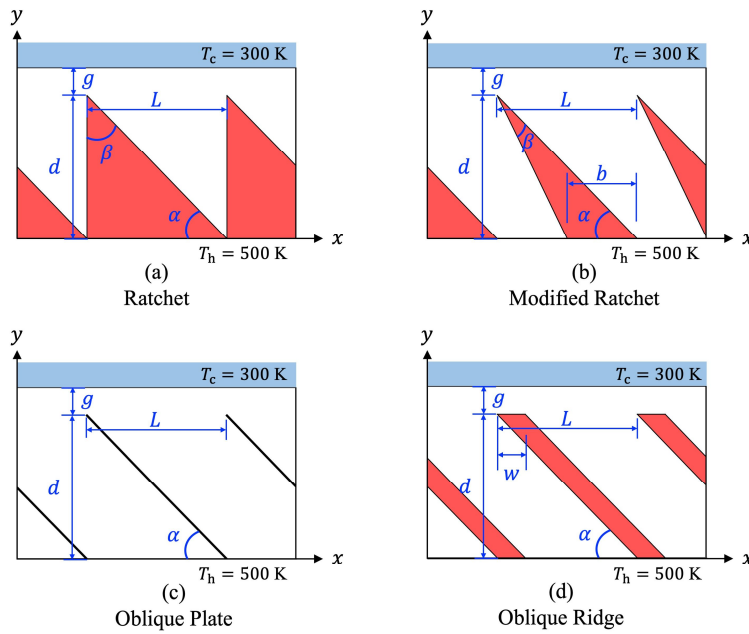 y
y
T_c = 300 K
T_c = 300 K
g
g
L
L
d
β
α
d
β
b
α
x
x
T_h = 500 K
T_h = 500 K
(a)
(b)
Ratchet
Modified Ratchet
y
y
T_c = 300 K
T_c = 300 K
g
g
L
L
d
α
d
w
α
x
x
T_h = 500 K
T_h = 500 K
(c)
(d)
Oblique Plate
Oblique Ridge